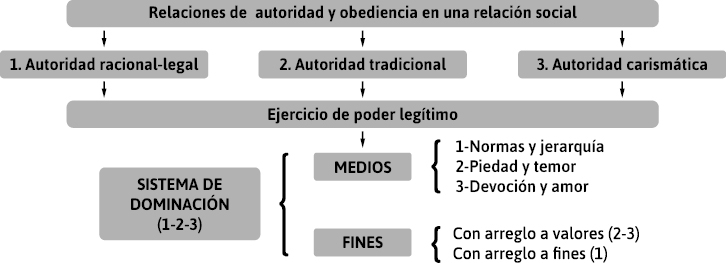 Relaciones de autoridad y obediencia en una relación social
1. Autoridad racional-legal
2. Autoridad tradicional
3. Autoridad carismática
Ejercicio de poder legítimo
SISTEMA DE
DOMINACIÓN
(1-2-3)
MEDIOS
1-Normas y jerarquía
2-Piedad y temor
3-Devoción y amor
FINES
Con arreglo a valores (2-3)
Con arreglo a fines (1)